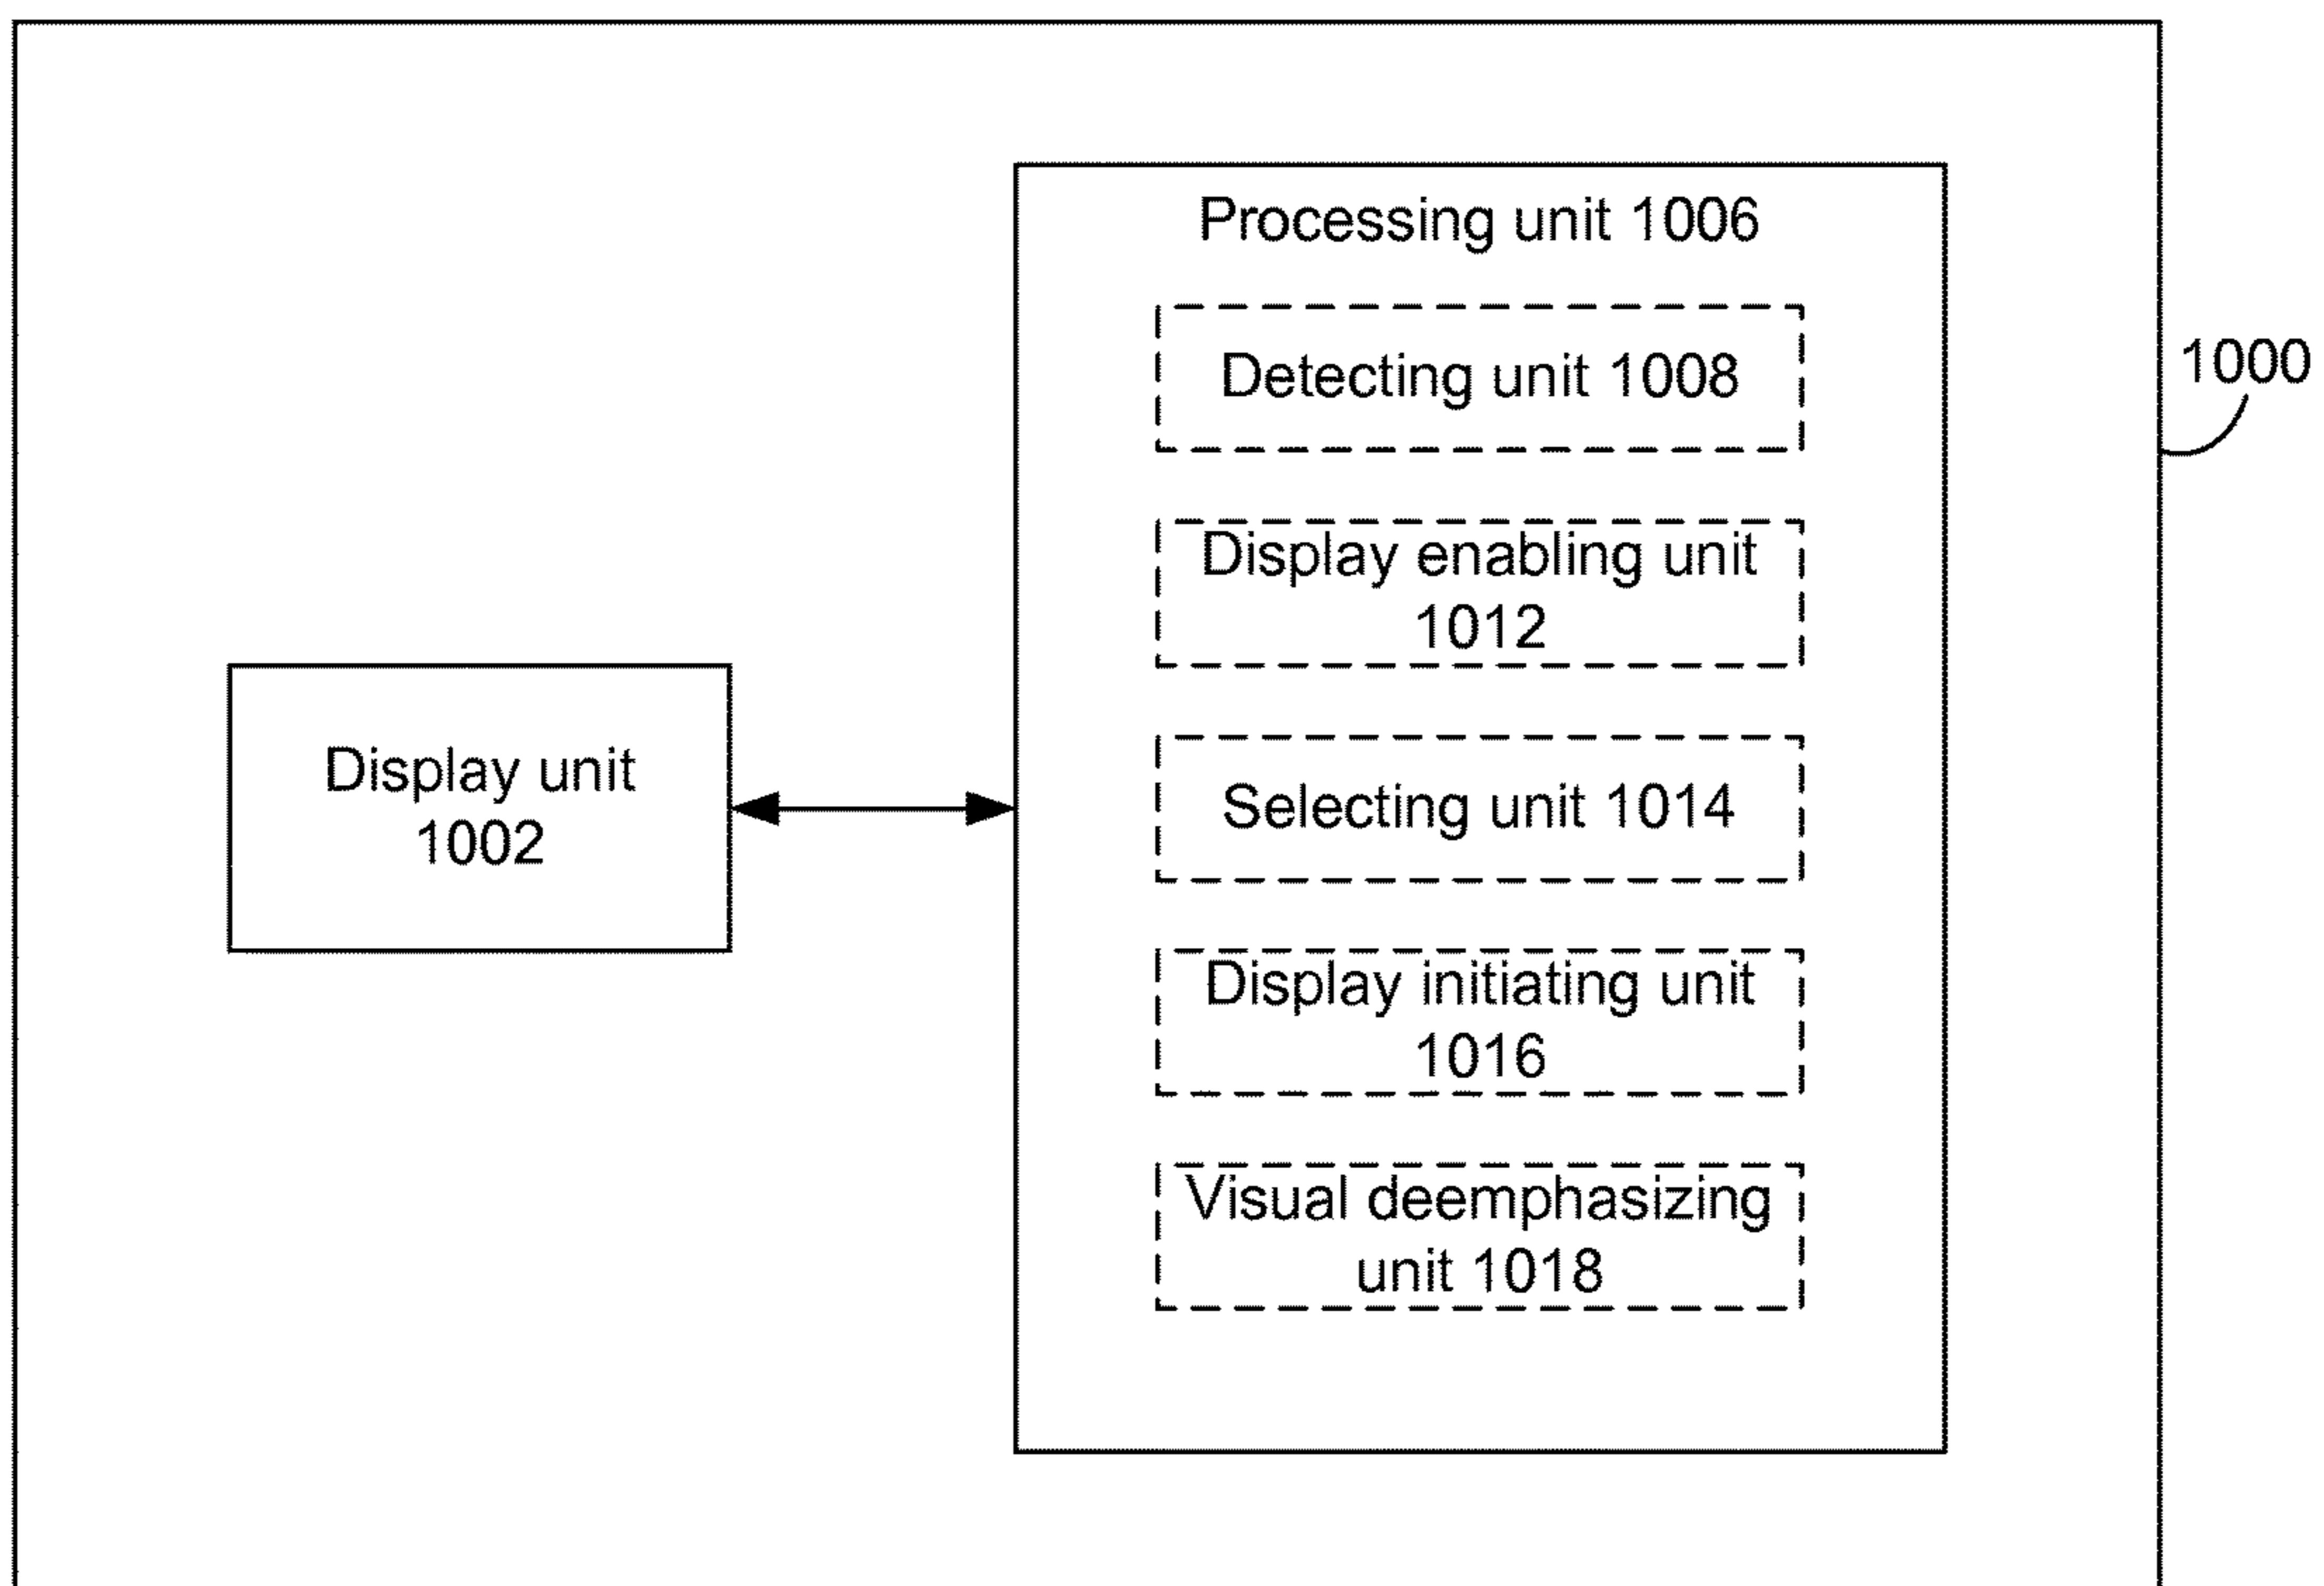 Processing unit 1006
Detecting unit 1008
1000
Display enabling unit
1012
Display unit
1002
Selecting unit 1014
Display initiating unit
1016
Visual deemphasizing
unit 1018